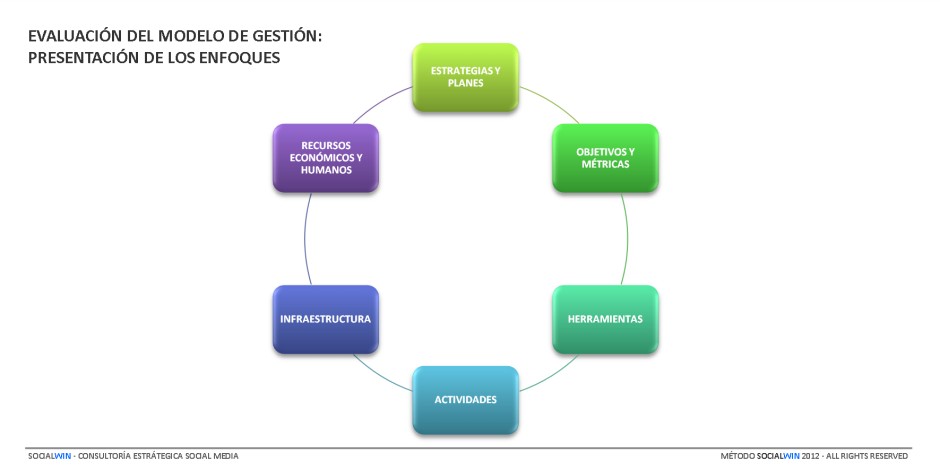 EVALUACIÓN DEL MODELO DE GESTIÓN:
PRESENTACIÓN DE LOS ENFOQUES
ESTRATEGIAS Y
PLANES
OBJETIVOS Y
MÉTRICAS
HERRAMIENTAS
ACTIVIDADES
INFRAESTRUCTURA
RECURSOS
ECONÓMICOS Y
HUMANOS
SOCIALWIN - CONSULTORÍA ESTRÁTEGICA SOCIAL MEDIA
MÉTODO SOCIALWIN 2012 - ALL RIGHTS RESERVED